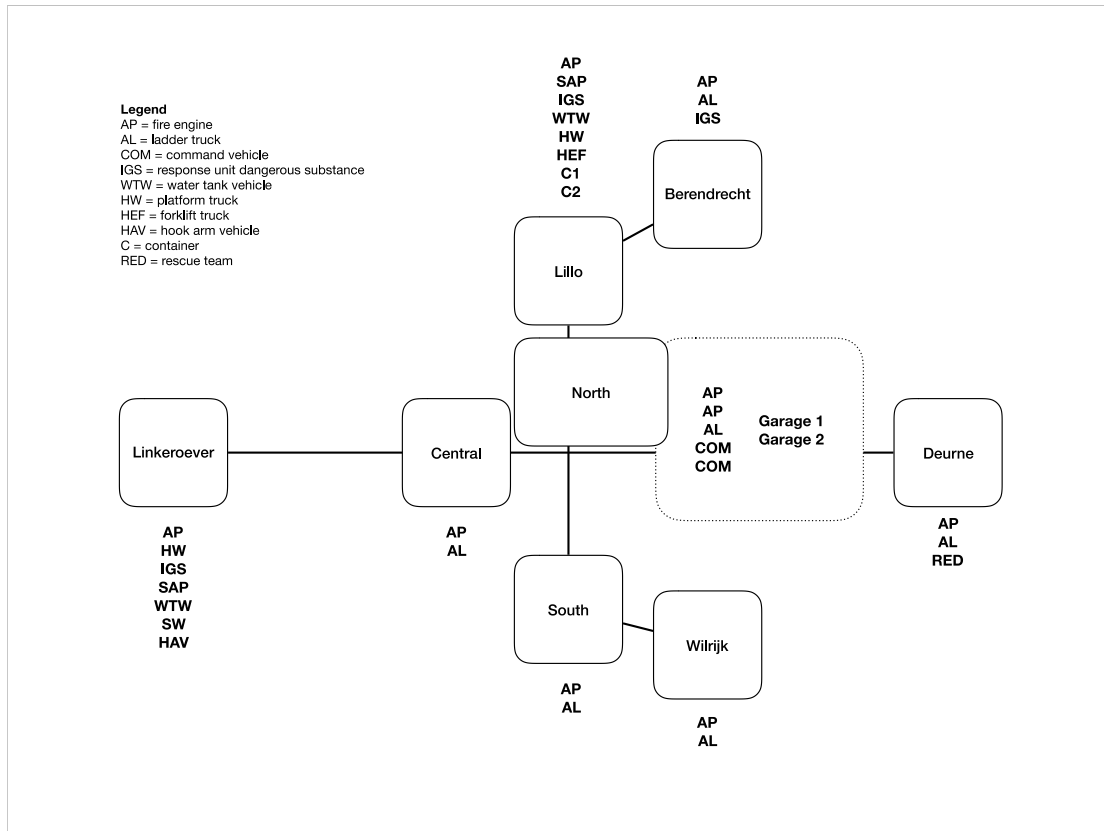 Legend
AP = fire engine
AL = ladder truck
COM = command vehicle
IGS = response unit dangerous substance
WTW = water tank vehicle
HW = platform truck
HEF = forklift truck
HAV = hook arm vehicle
C = container
RED = rescue team
AP
SAP
IGS
WTW
HW
HEF
C1
C2
Lillo
AP
AL
IGS
Berendrecht
North
AP
AP
AL
COM
COM
Garage 1
Garage 2
Linkeroever
AP
HW
IGS
SAP
WTW
SW
HAV
Central
AP
AL
Deurne
AP
AL
RED
South
AP
AL
Wilrijk
AP
AL